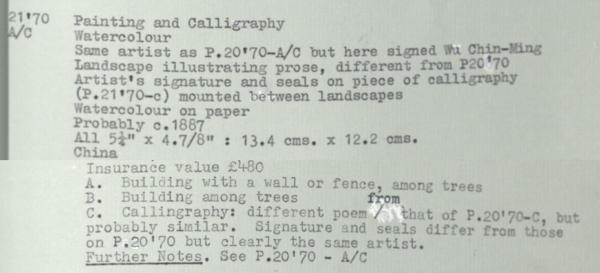 21'70 Painting and Calligraphy
A/C Watercolour
Same artist as P.20'70-A/C but here signed Wu Chin-Ming
Landscape illustrating prose, different from P20'70
Artist's signature and seals on piece of calligraphy
(P.21'70-c) mounted between landscapes
Watercolour on paper
Probably c.1887
All 5¼" x 4.7/8" : 13.4 cms. x 12.2 cms.
China
Insurance value £480
A. Building with a wall or fence, among trees
B. Building among trees
C. Callingraphy: different poem from that of P.20'70-C, but
probably similar. Signature and seals differ from those
on P.20'70 but clearly the same artist.
Further Notes. See P.20'70 - A/C